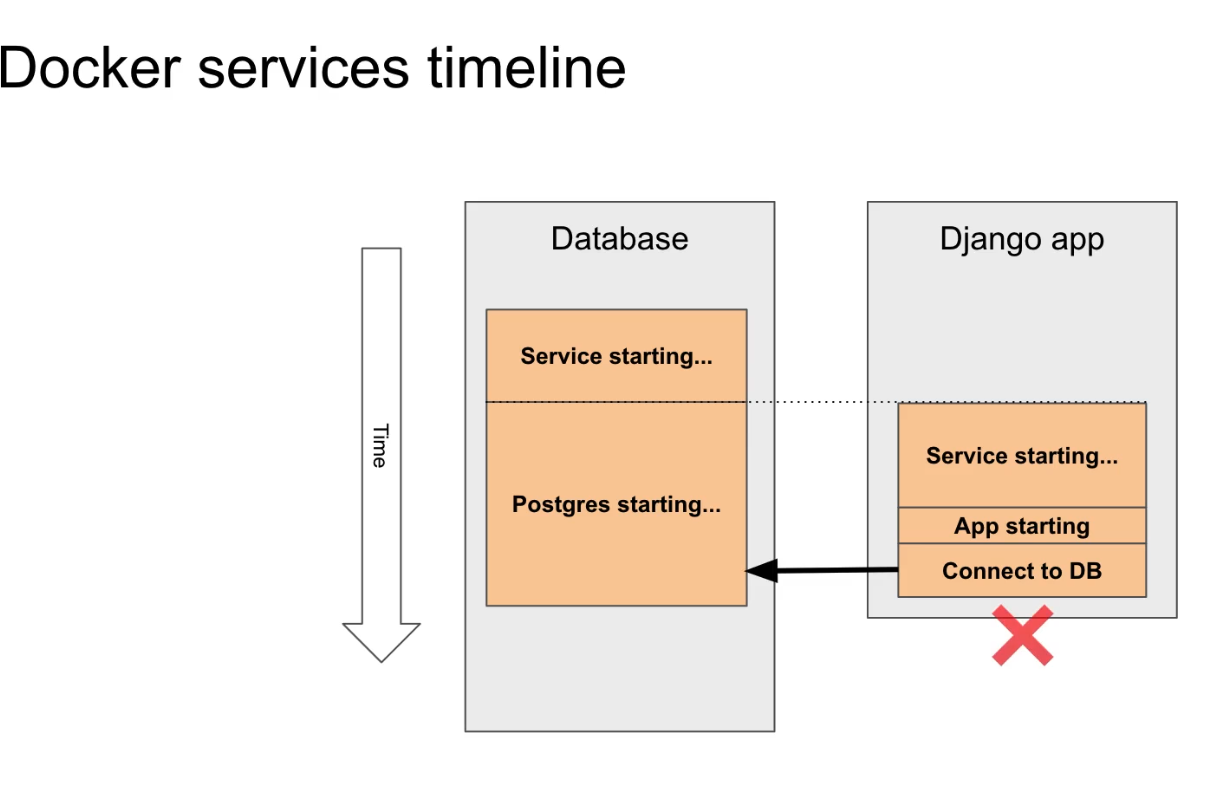 Docker services timeline
Database
Django app
Service starting...
Time
Service starting...
Postgres starting...
App starting
Connect to DB